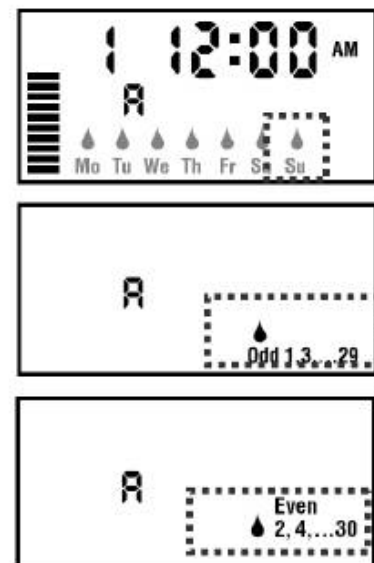 1 12:00 AM
A
Mo Tu We Th Fr Sa Su
A
Odd 1,3,...29
A
Even
2, 4,...30